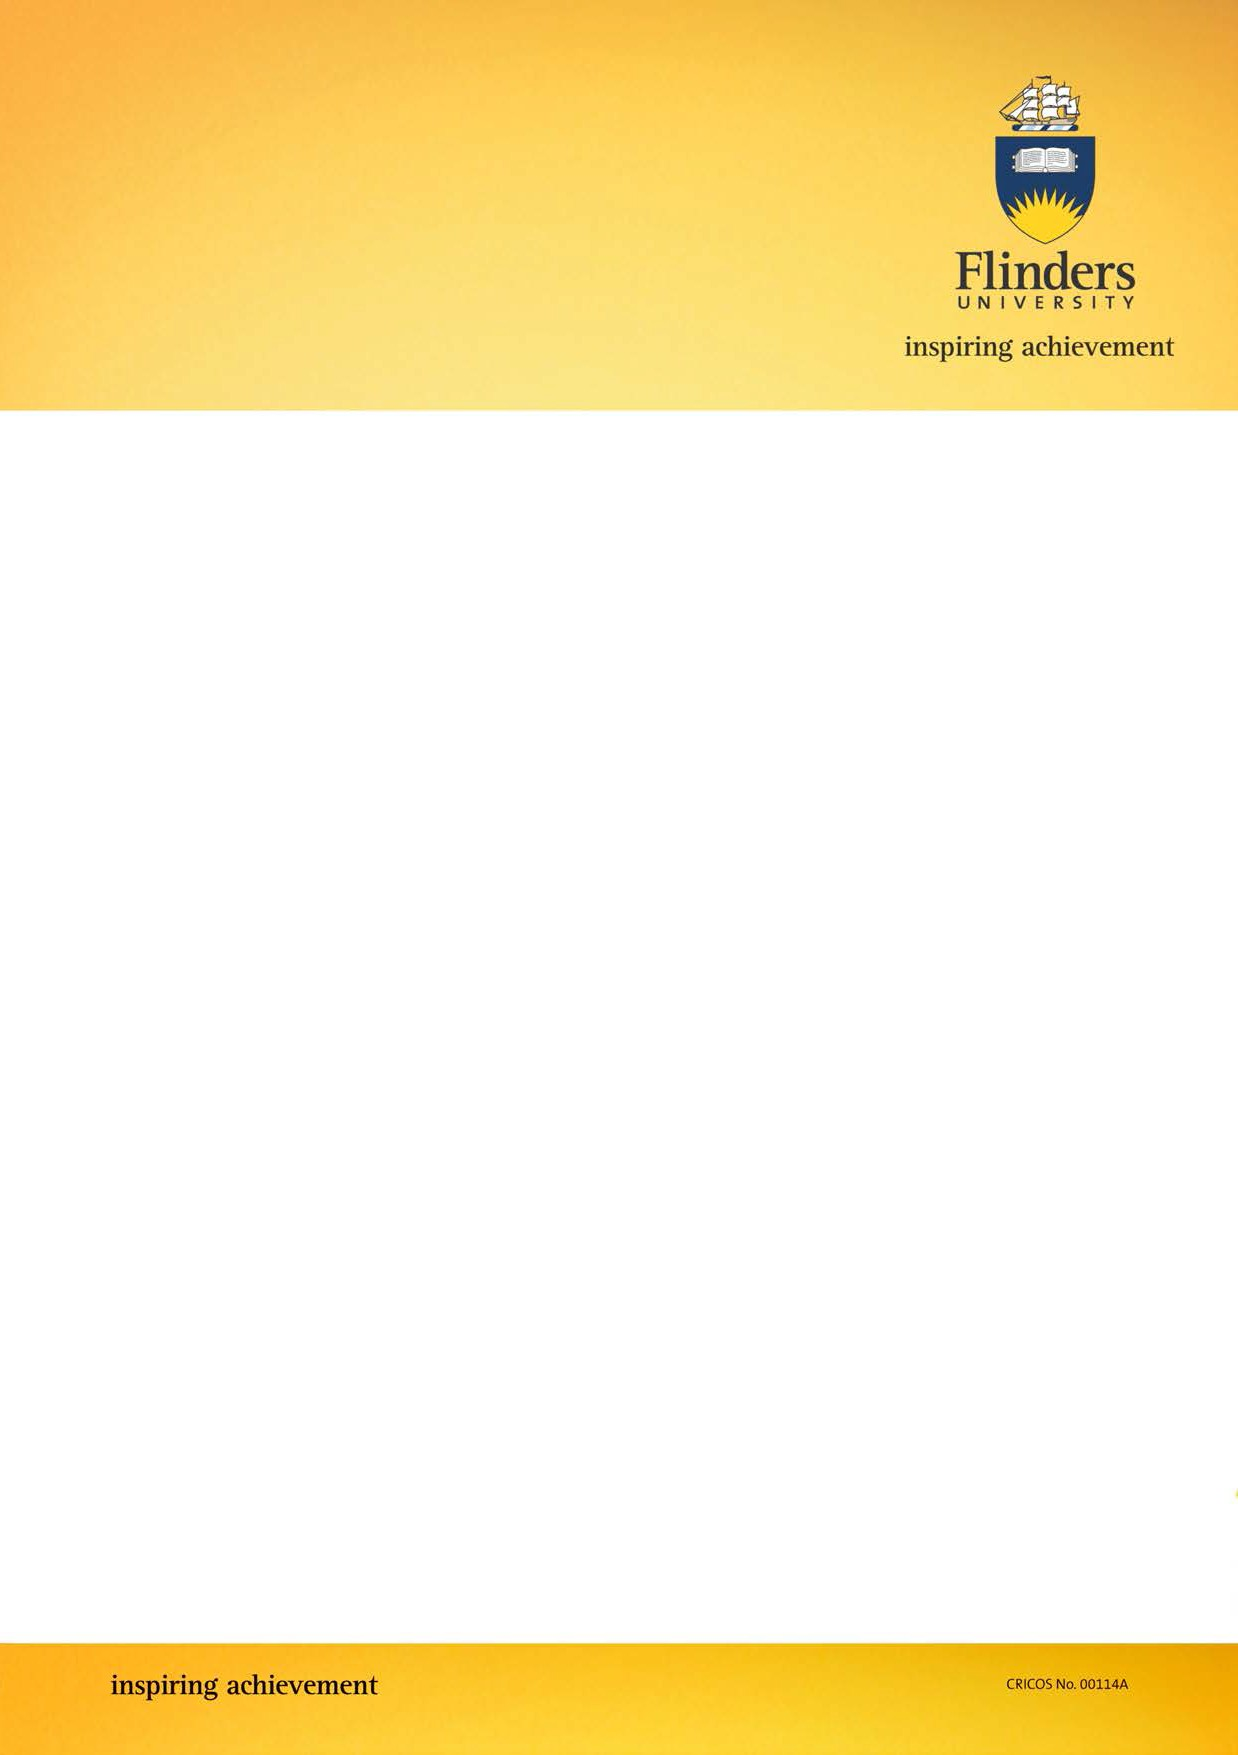 Flinders
UNIVERSITY
inspiring achievement
inspiring achievement
CRICOS No. 00114A